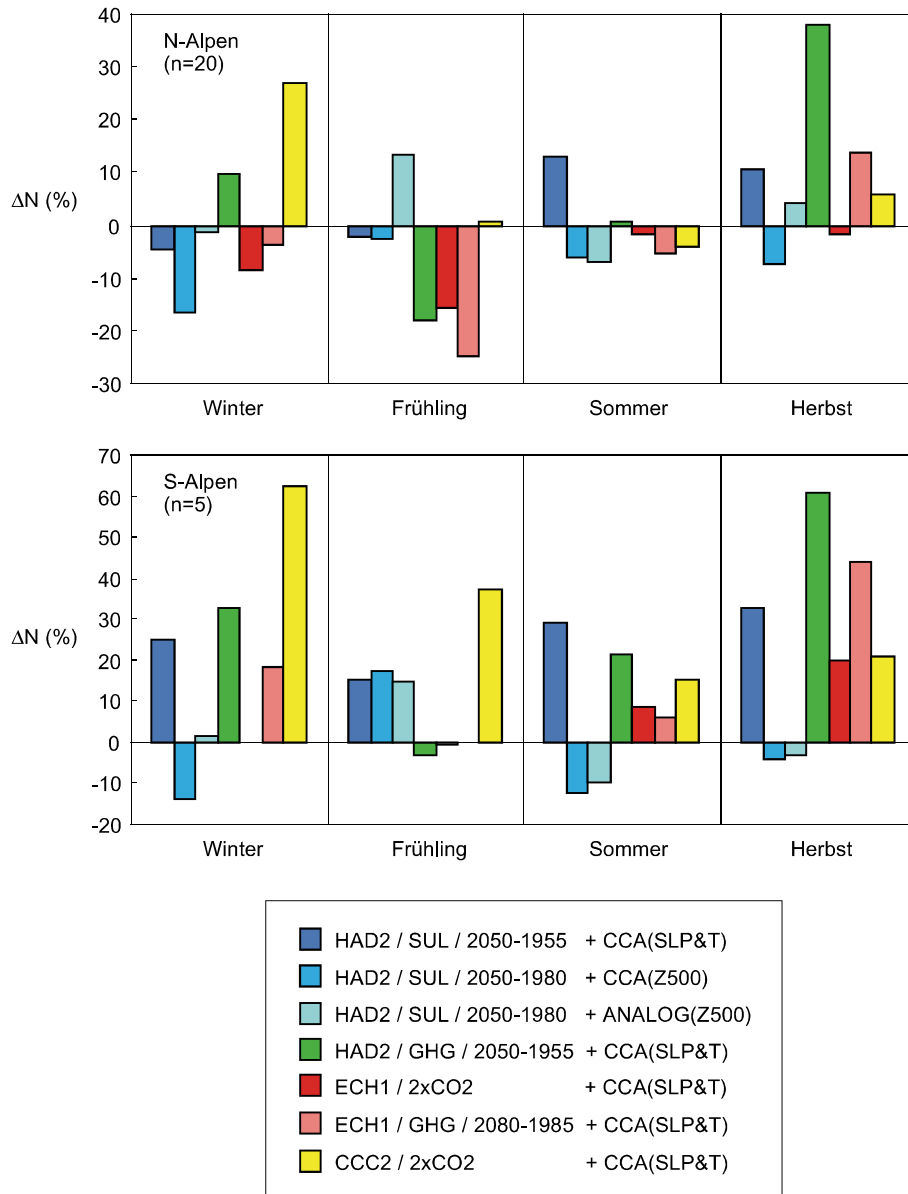 40
N-Alpen
(n=20)
30
20
10
ΔN (%)
0
-10
-20
-30
Winter Frühling Sommer Herbst
70
S-Alpen
(n=5)
60
50
40
30
ΔN (%)
20
10
0
-10
-20
Winter Frühling Sommer Herbst
HAD2 / SUL / 2050-1955 + CCA(SLP&T)
HAD2 / SUL / 2050-1980 + CCA(Z500)
HAD2 / SUL / 2050-1980 + ANALOG(Z500)
HAD2 / GHG / 2050-1955 + CCA(SLP&T)
ECH1 / 2xCO2 + CCA(SLP&T)
ECH1 / GHG / 2080-1985 + CCA(SLP&T)
CCC2 / 2xCO2 + CCA(SLP&T)